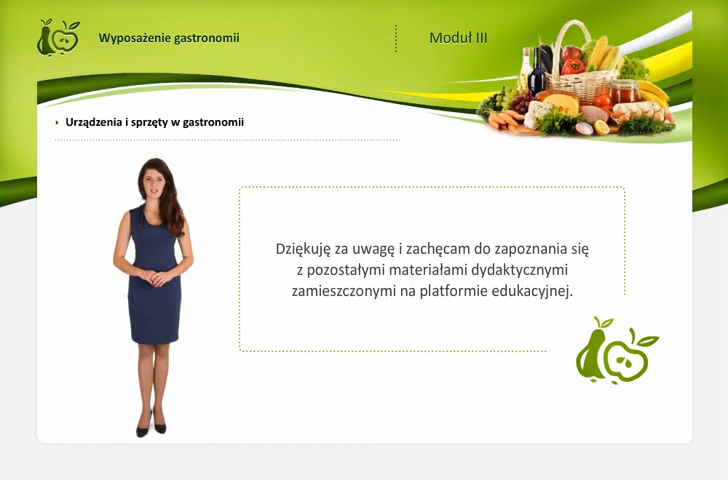 Wyposażenie gastronomii
Moduł III
Urządzenia i sprzęty w gastronomii
Dziękuję za uwagę i zachęcam do zapoznania się
z pozostałymi materiałami dydaktycznymi
zamieszczonymi na platformie edukacyjnej.